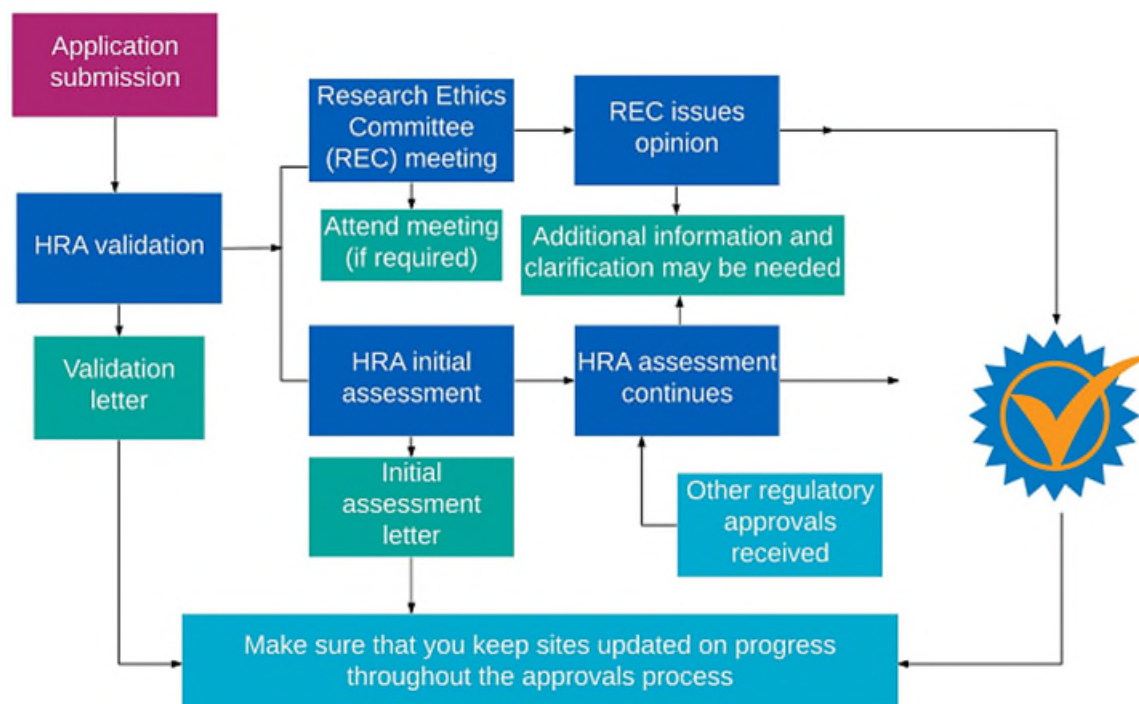 Application
submission
Research Ethics
Committee
(REC) meeting
REC issues
opinion
HRA validation
Attend meeting
(if required)
Additional information and
clarification may be needed
Validation
letter
HRA initial
assessment
HRA assessment
continues
Initial
assessment
letter
Other regulatory
approvals
received
Make sure that you keep sites updated on progress
throughout the approvals process